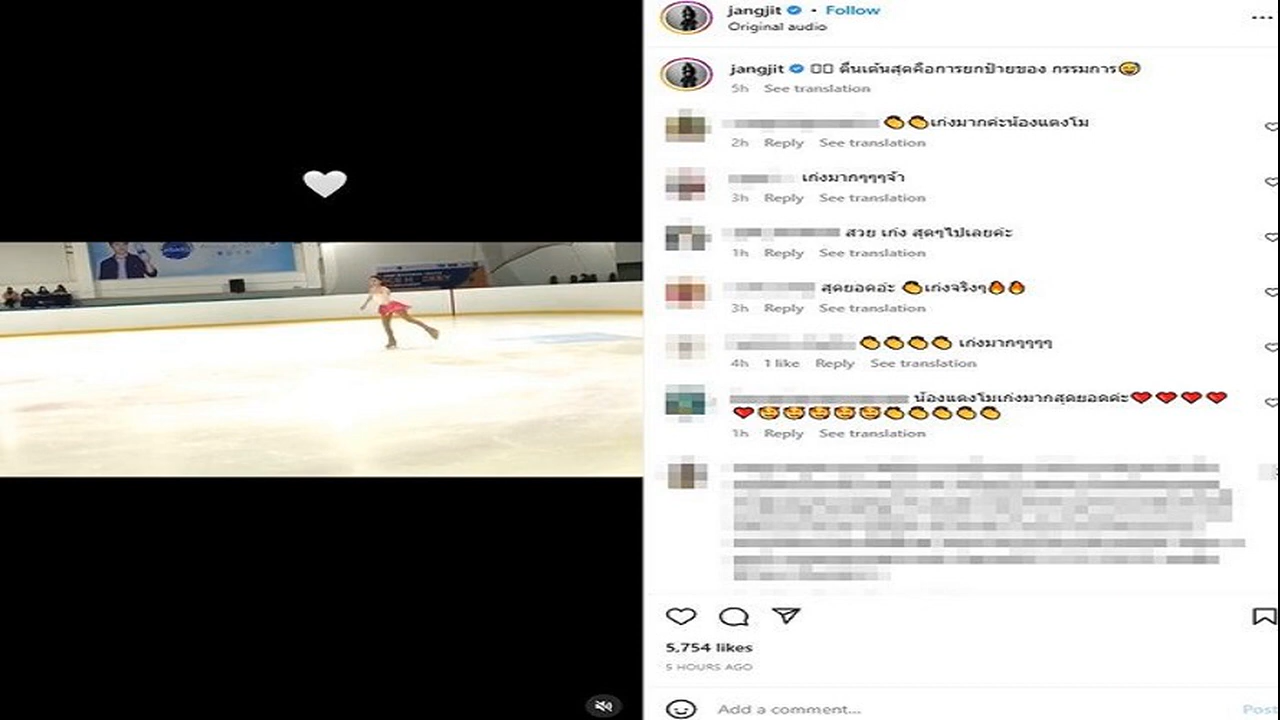 jangjit • Follow
Original audio
jangjit ตื่นเต้นสุดคือการยกป้ายของ กรรมการ😅
5h See translation
👏👏เก่งมากค่ะน้องแตงโม
2h Reply See translation
เก่งมากๆๆๆจ้า
3h Reply See translation
สวย เก่ง สุดๆไปเลยค่ะ
1h Reply See translation
สุดยอดอ่ะ 👏เก่งจริงๆ🔥🔥
3h Reply See translation
👏👏👏👏 เก่งมากๆๆๆๆ
4h 1 like Reply See translation
น้องแตงโมเก่งมากสุดยอดค่ะ❤️❤️❤️❤️
❤️🥰🥰🥰🥰🥰👏👏👏👏👏
1h Reply See translation
5,754 likes
5 HOURS AGO
Add a comment... Post